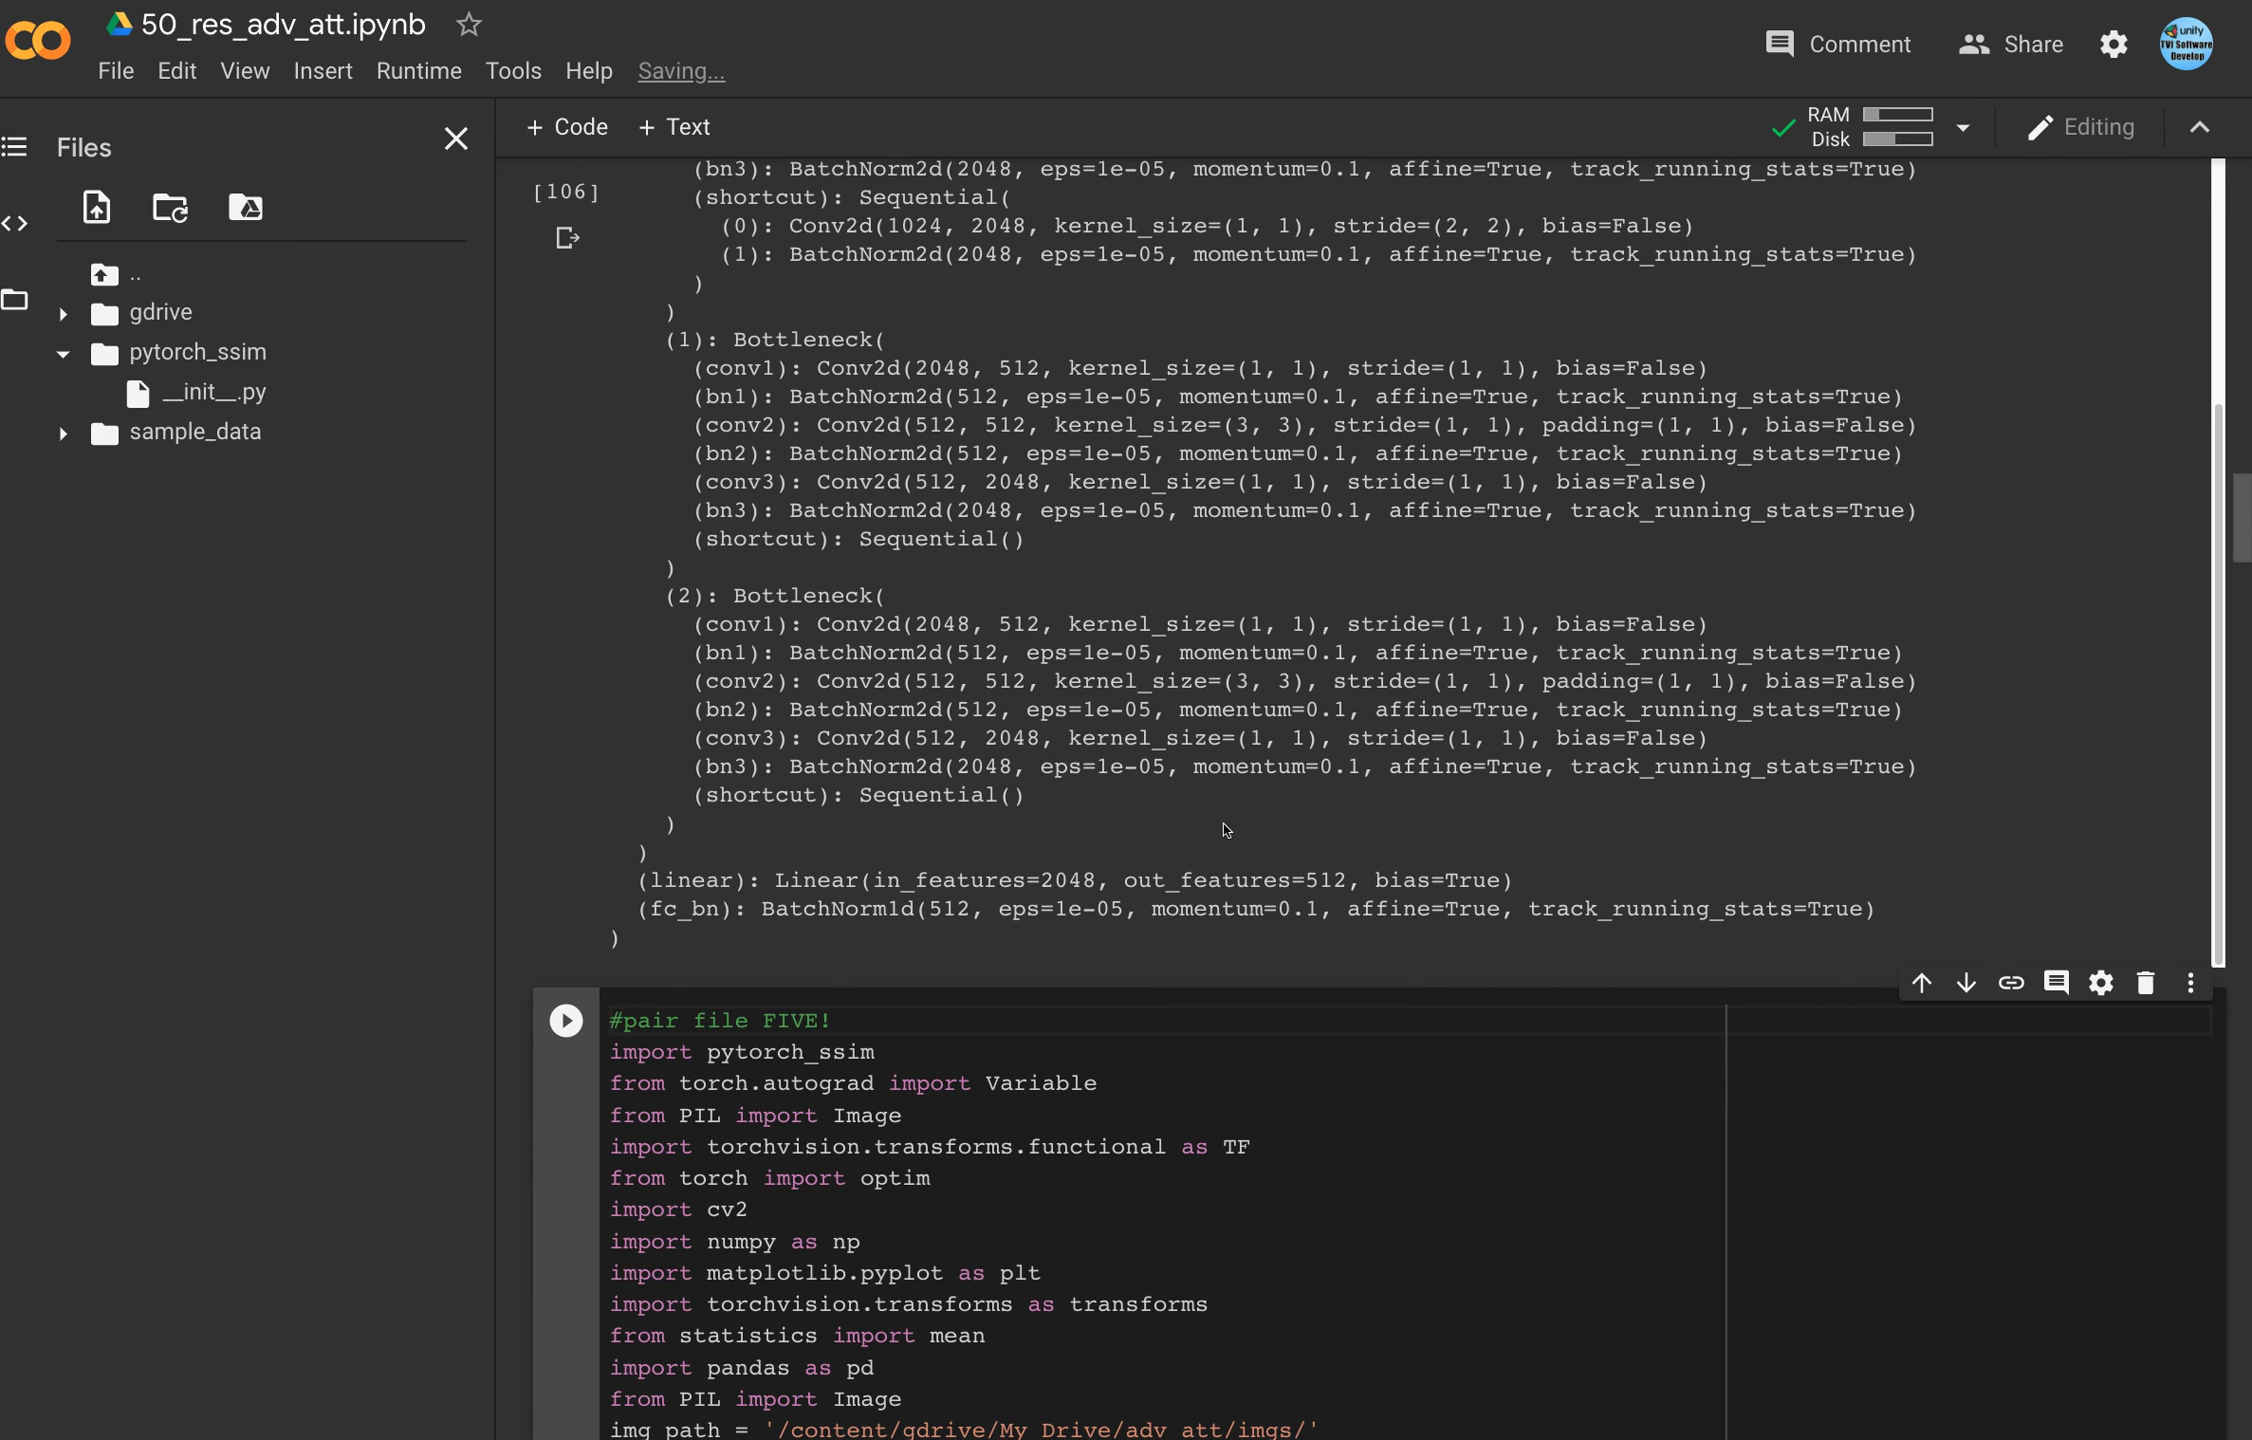 50_res_adv_att.ipynb
Comment
Share
unity
TVI Software
Develop
File Edit View Insert Runtime Tools Help Saving...
Files
+ Code + Text
RAM
Disk
Editing
..
gdrive
pytorch_ssim
__init__.py
sample_data
[106]
(bn3): BatchNorm2d(2048, eps=1e-05, momentum=0.1, affine=True, track_running_stats=True)
(shortcut): Sequential(
(0): Conv2d(1024, 2048, kernel_size=(1, 1), stride=(2, 2), bias=False)
(1): BatchNorm2d(2048, eps=1e-05, momentum=0.1, affine=True, track_running_stats=True)
)
)
(1): Bottleneck(
(conv1): Conv2d(2048, 512, kernel_size=(1, 1), stride=(1, 1), bias=False)
(bn1): BatchNorm2d(512, eps=1e-05, momentum=0.1, affine=True, track_running_stats=True)
(conv2): Conv2d(512, 512, kernel_size=(3, 3), stride=(1, 1), padding=(1, 1), bias=False)
(bn2): BatchNorm2d(512, eps=1e-05, momentum=0.1, affine=True, track_running_stats=True)
(conv3): Conv2d(512, 2048, kernel_size=(1, 1), stride=(1, 1), bias=False)
(bn3): BatchNorm2d(2048, eps=1e-05, momentum=0.1, affine=True, track_running_stats=True)
(shortcut): Sequential()
)
(2): Bottleneck(
(conv1): Conv2d(2048, 512, kernel_size=(1, 1), stride=(1, 1), bias=False)
(bn1): BatchNorm2d(512, eps=1e-05, momentum=0.1, affine=True, track_running_stats=True)
(conv2): Conv2d(512, 512, kernel_size=(3, 3), stride=(1, 1), padding=(1, 1), bias=False)
(bn2): BatchNorm2d(512, eps=1e-05, momentum=0.1, affine=True, track_running_stats=True)
(conv3): Conv2d(512, 2048, kernel_size=(1, 1), stride=(1, 1), bias=False)
(bn3): BatchNorm2d(2048, eps=1e-05, momentum=0.1, affine=True, track_running_stats=True)
(shortcut): Sequential()
)
)
(linear): Linear(in_features=2048, out_features=512, bias=True)
(fc_bn): BatchNorm1d(512, eps=1e-05, momentum=0.1, affine=True, track_running_stats=True)
)
#pair file FIVE!
import pytorch_ssim
from torch.autograd import Variable
from PIL import Image
import torchvision.transforms.functional as TF
from torch import optim
import cv2
import numpy as np
import matplotlib.pyplot as plt
import torchvision.transforms as transforms
from statistics import mean
import pandas as pd
from PIL import Image
img_path = '/content/gdrive/My Drive/adv_att/imgs/'